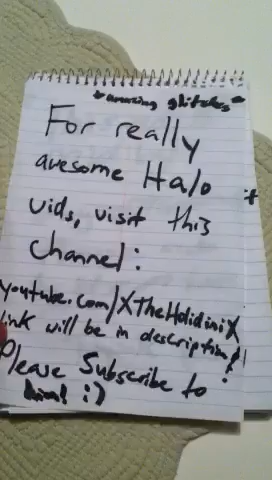 *amazing glitches*
For really
awesome Halo
vids, visit this
channel:
youtube.com/XTheHolidiniX
link will be in description!
Please Subscribe to
him! :)